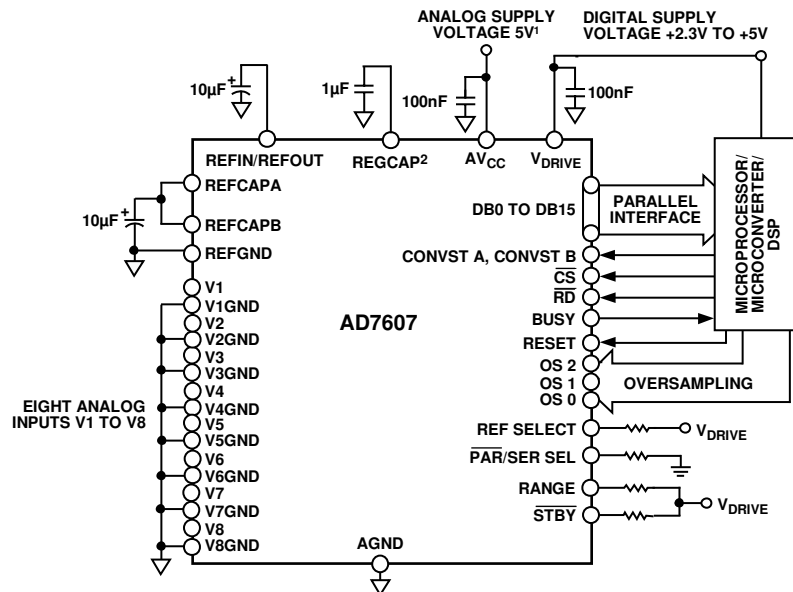 ANALOG SUPPLY
VOLTAGE 5V¹
DIGITAL SUPPLY
VOLTAGE +2.3V TO +5V
10µF
+
1µF
100nF
100nF
REFIN/REFOUT
REGCAP²
AVCC
VDRIVE
REFCAPA
10µF
+
REFCAPB
REFGND
DB0 TO DB15
PARALLEL
INTERFACE
MICROPROCESSOR/
MICROCONVERTER/
DSP
CONVST A, CONVST B
CS
RD
BUSY
RESET
OS 2
OS 1
OS 0
OVERSAMPLING
AD7607
V1
V1GND
V2
V2GND
V3
V3GND
V4
V4GND
V5
V5GND
V6
V6GND
V7
V7GND
V8
V8GND
EIGHT ANALOG
INPUTS V1 TO V8
REF SELECT
VDRIVE
PAR/SER SEL
RANGE
STBY
VDRIVE
AGND